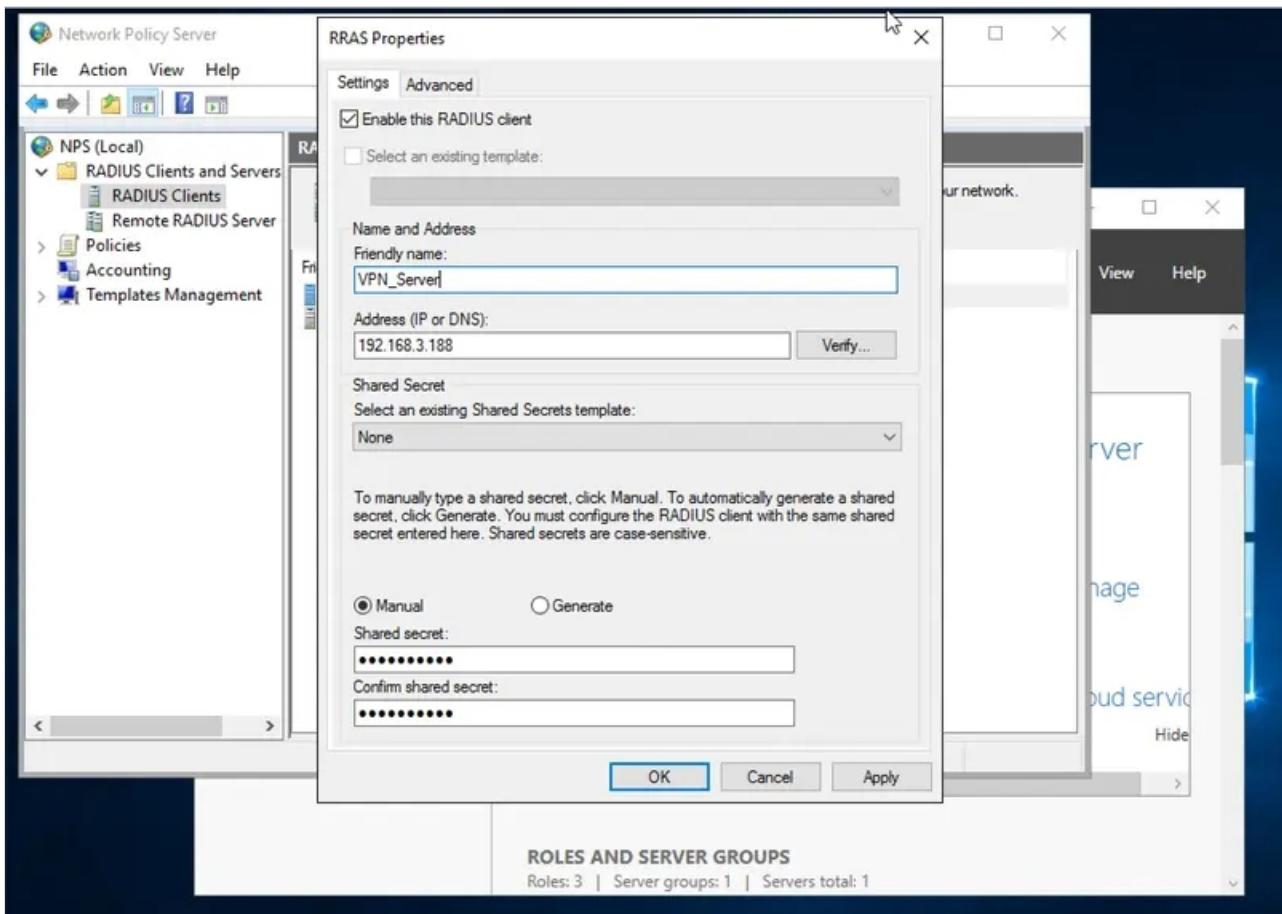 Network Policy Server
File Action View Help
NPS (Local)
RADIUS Clients and Servers
RADIUS Clients
Remote RADIUS Server
Policies
Accounting
Templates Management
RRAS Properties
Settings Advanced
Enable this RADIUS client
Select an existing template:
Name and Address
Friendly name:
VPN_Server
Address (IP or DNS):
192.168.3.188
Verify...
Shared Secret
Select an existing Shared Secrets template:
None
To manually type a shared secret, click Manual. To automatically generate a shared
secret, click Generate. You must configure the RADIUS client with the same shared
secret entered here. Shared secrets are case-sensitive.
Manual Generate
Shared secret:
••••••••••
Confirm shared secret:
••••••••••
OK Cancel Apply
network.
View Help
Hide
ROLES AND SERVER GROUPS
Roles: 3 | Server groups: 1 | Servers total: 1